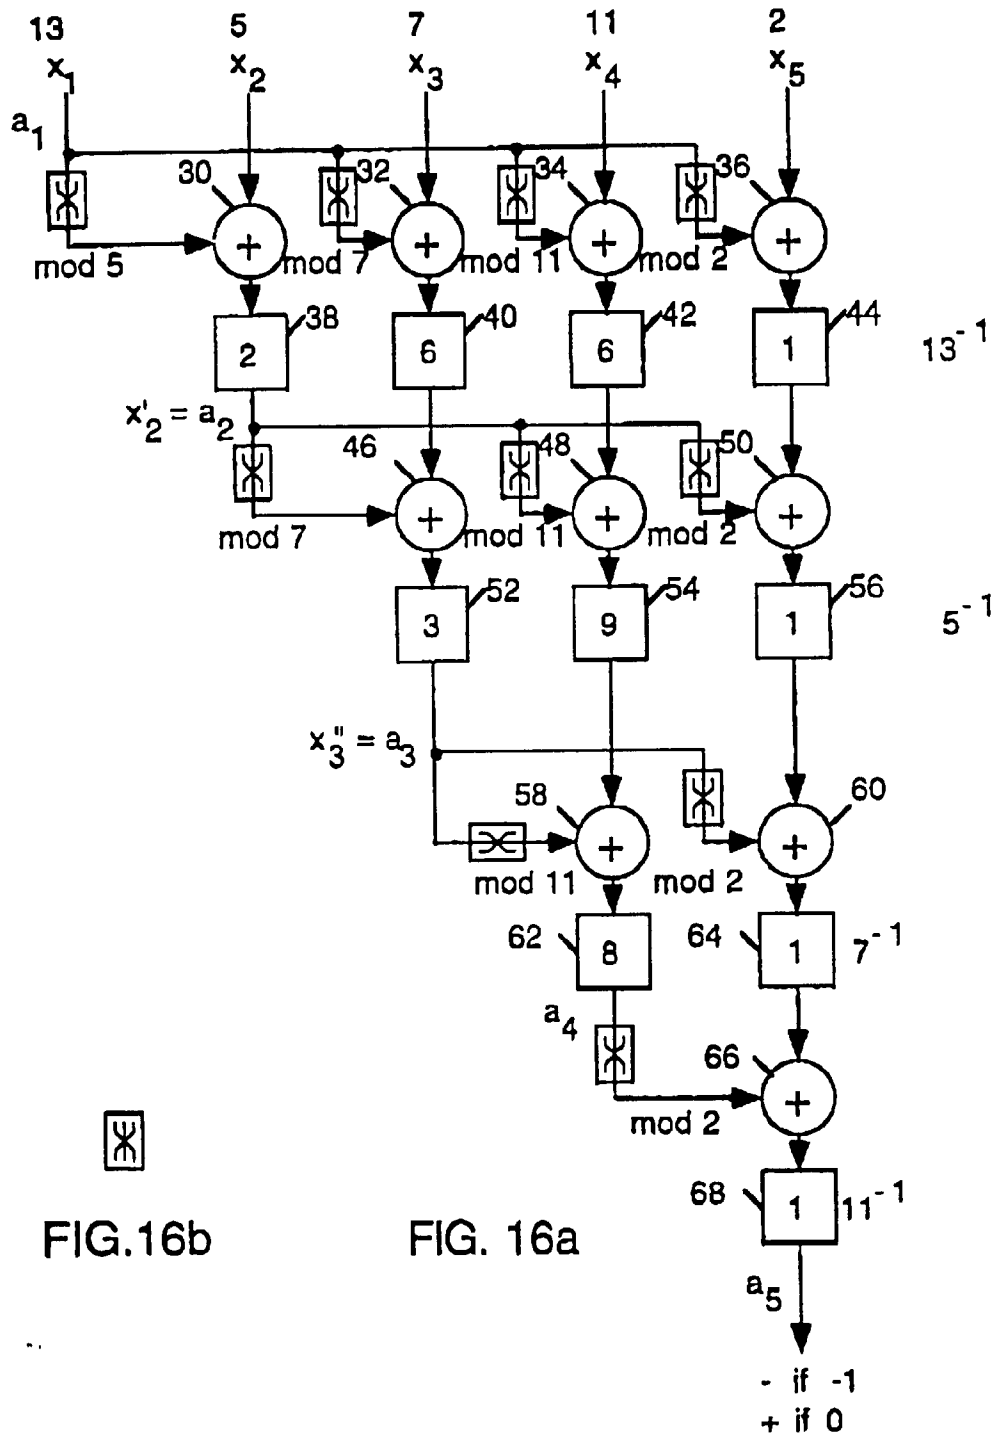 13 5 7 11 2
x1 x2 x3 x4 x5
a1
30 32 34 36
+ + + +
mod 5 mod 7 mod 11 mod 2
38 40 42 44
2 6 6 1 13-1
x'2 = a2
46 48 50
+ + +
mod 7 mod 11 mod 2
52 54 56
3 9 1 5-1
x"3 = a3
58 60
+ +
mod 11 mod 2
62 8 64 1 7-1
a4
66
+
mod 2
68 1 11-1
FIG.16b FIG. 16a
a5
- if -1
+ if 0